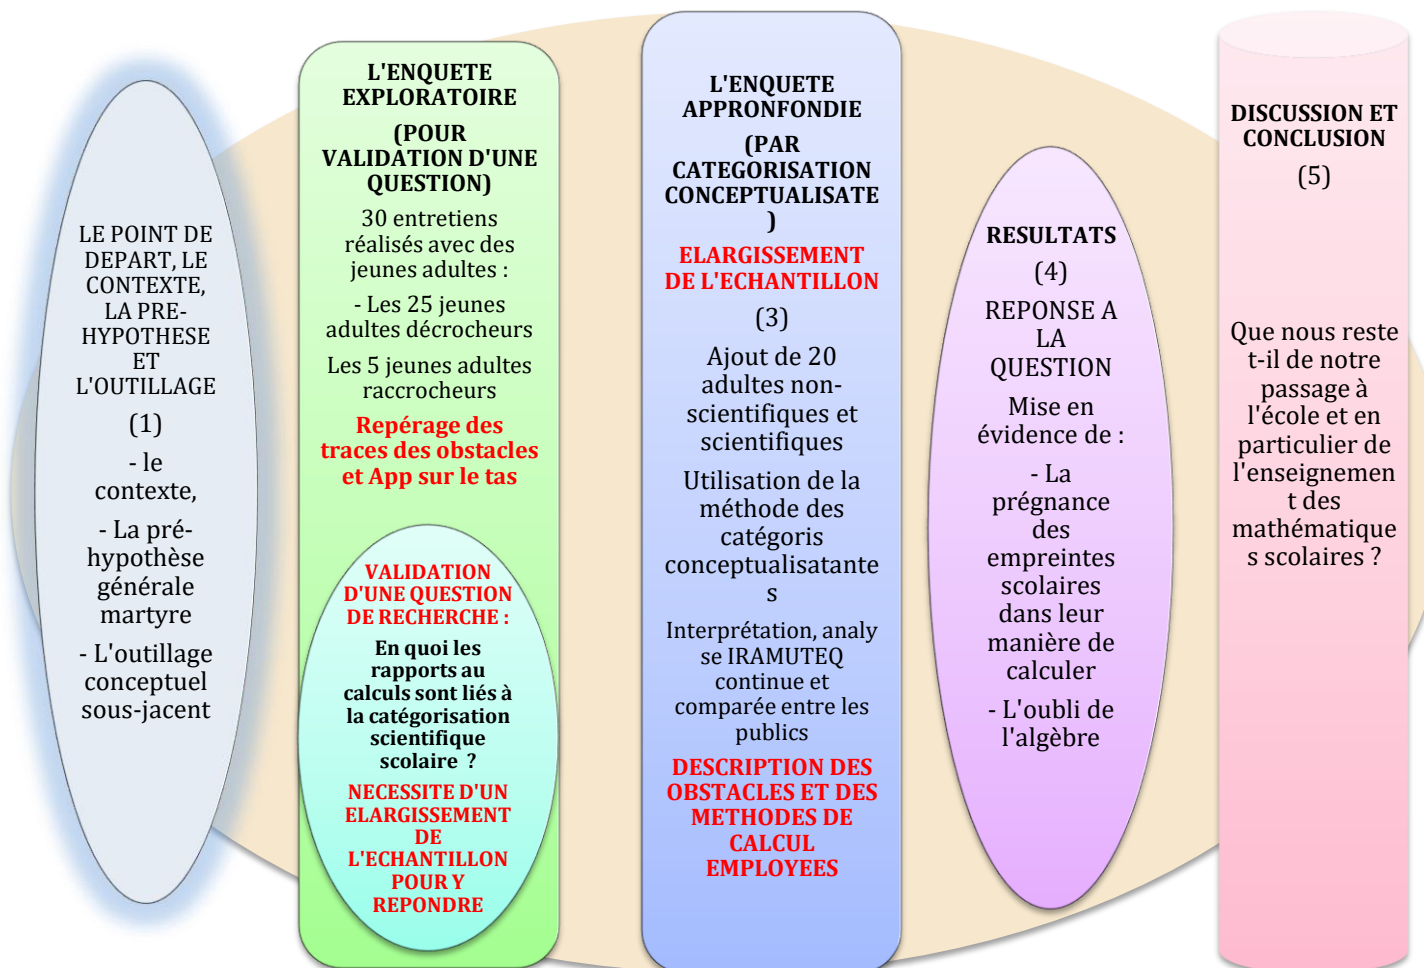 LE POINT DE
DEPART, LE
CONTEXTE,
LA PRE-
HYPOTHESE
ET
L'OUTILLAGE
(1)
- le
contexte,
- La pré-
hypothèse
générale
martyre
- L'outillage
conceptuel
sous-jacent
L'ENQUETE
EXPLORATOIRE
(POUR
VALIDATION D'UNE
QUESTION)
30 entretiens
réalisés avec des
jeunes adultes :
- Les 25 jeunes
adultes décrocheurs
Les 5 jeunes adultes
raccrocheurs
Repérage des
traces des obstacles
et App sur le tas
VALIDATION
D'UNE QUESTION
DE RECHERCHE :
En quoi les
rapports au
calculs sont liés à
la catégorisation
scientifique
scolaire ?
NECESSITE D'UN
ELARGISSEMENT
DE
L'ECHANTILLON
POUR Y
REPONDRE
L'ENQUETE
APPRONFONDIE
(PAR
CATEGORISATION
CONCEPTUALISATE
)
ELARGISSEMENT
DE L'ECHANTILLON
(3)
Ajout de 20
adultes non-
scientifiques et
scientifiques
Utilisation de la
méthode des
catégoris
conceptualisatante
s
Interprétation, analy
se IRAMUTEQ
continue et
comparée entre les
publics
DESCRIPTION DES
OBSTACLES ET DES
METHODES DE
CALCUL
EMPLOYEES
RESULTATS
(4)
REPONSE A
LA
QUESTION
Mise en
évidence de :
- La
prégnance
des
empreintes
scolaires
dans leur
manière de
calculer
- L'oubli de
l'algèbre
DISCUSSION ET
CONCLUSION
(5)
Que nous reste
t-il de notre
passage à
l'école et en
particulier de
l'enseignemen
t des
mathématique
s scolaires ?